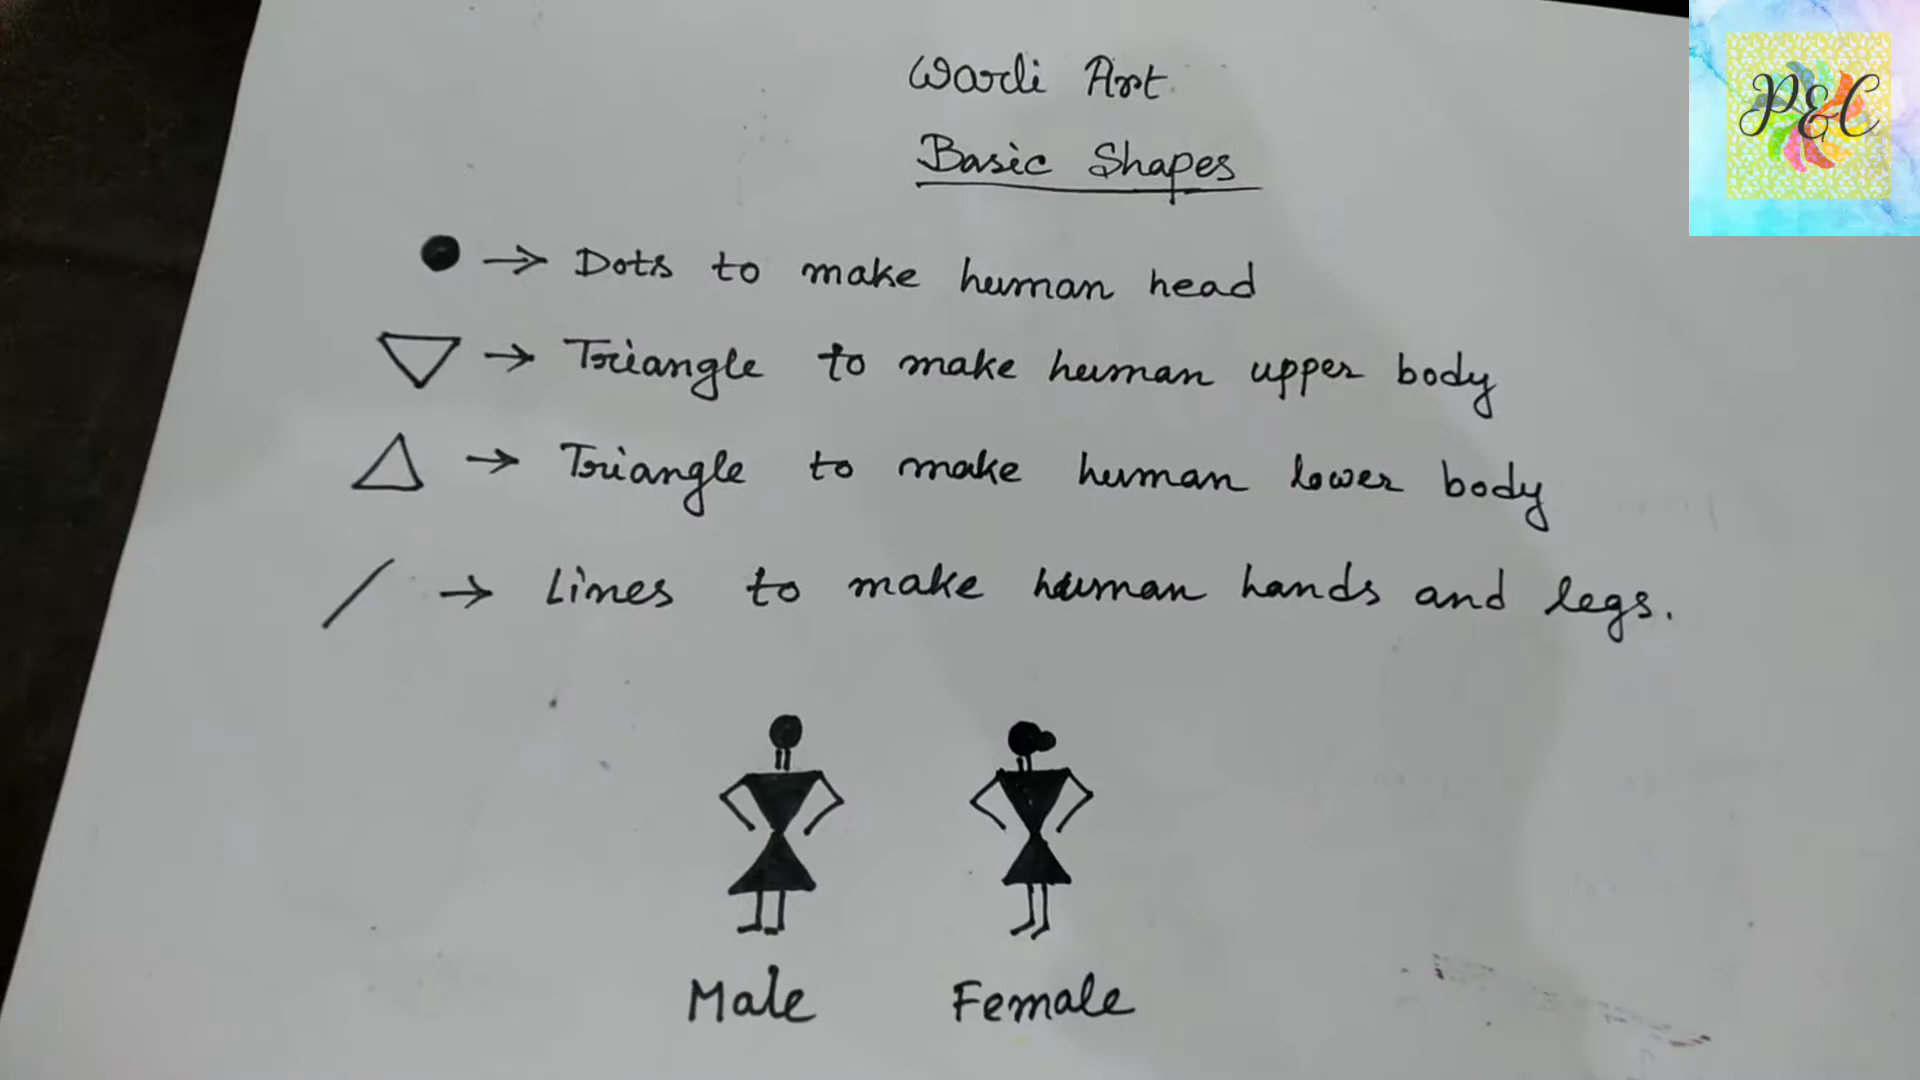 Warli Art
Basic Shapes
→ Dots to make human head
→ Triangle to make human upper body
→ Triangle to make human lower body
→ Lines to make human hands and legs.
Male Female
P&C